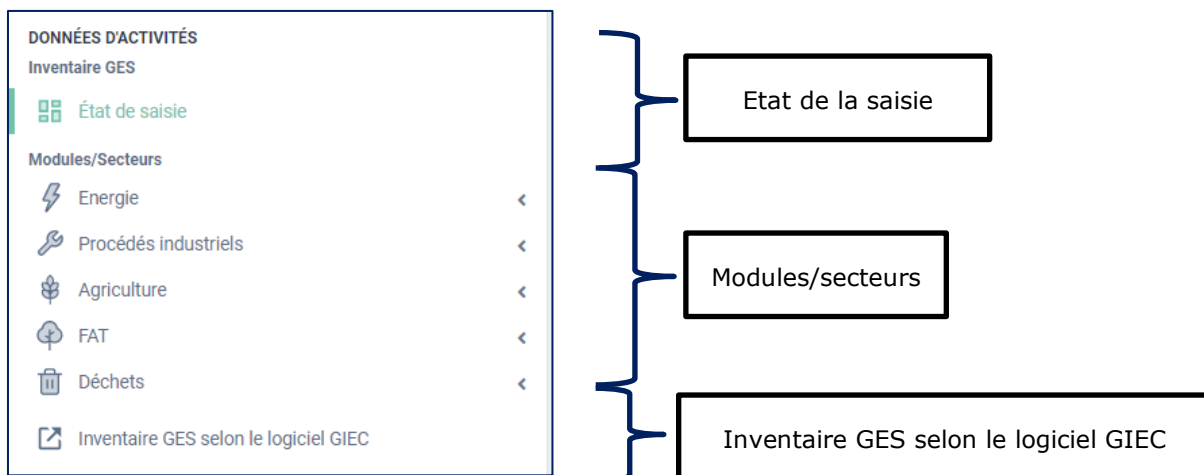 DONNÉES D'ACTIVITÉS
Inventaire GES
État de saisie
Modules/Secteurs
Energie
Procédés industriels
Agriculture
FAT
Déchets
Inventaire GES selon le logiciel GIEC
Etat de la saisie
Modules/secteurs
Inventaire GES selon le logiciel GIEC